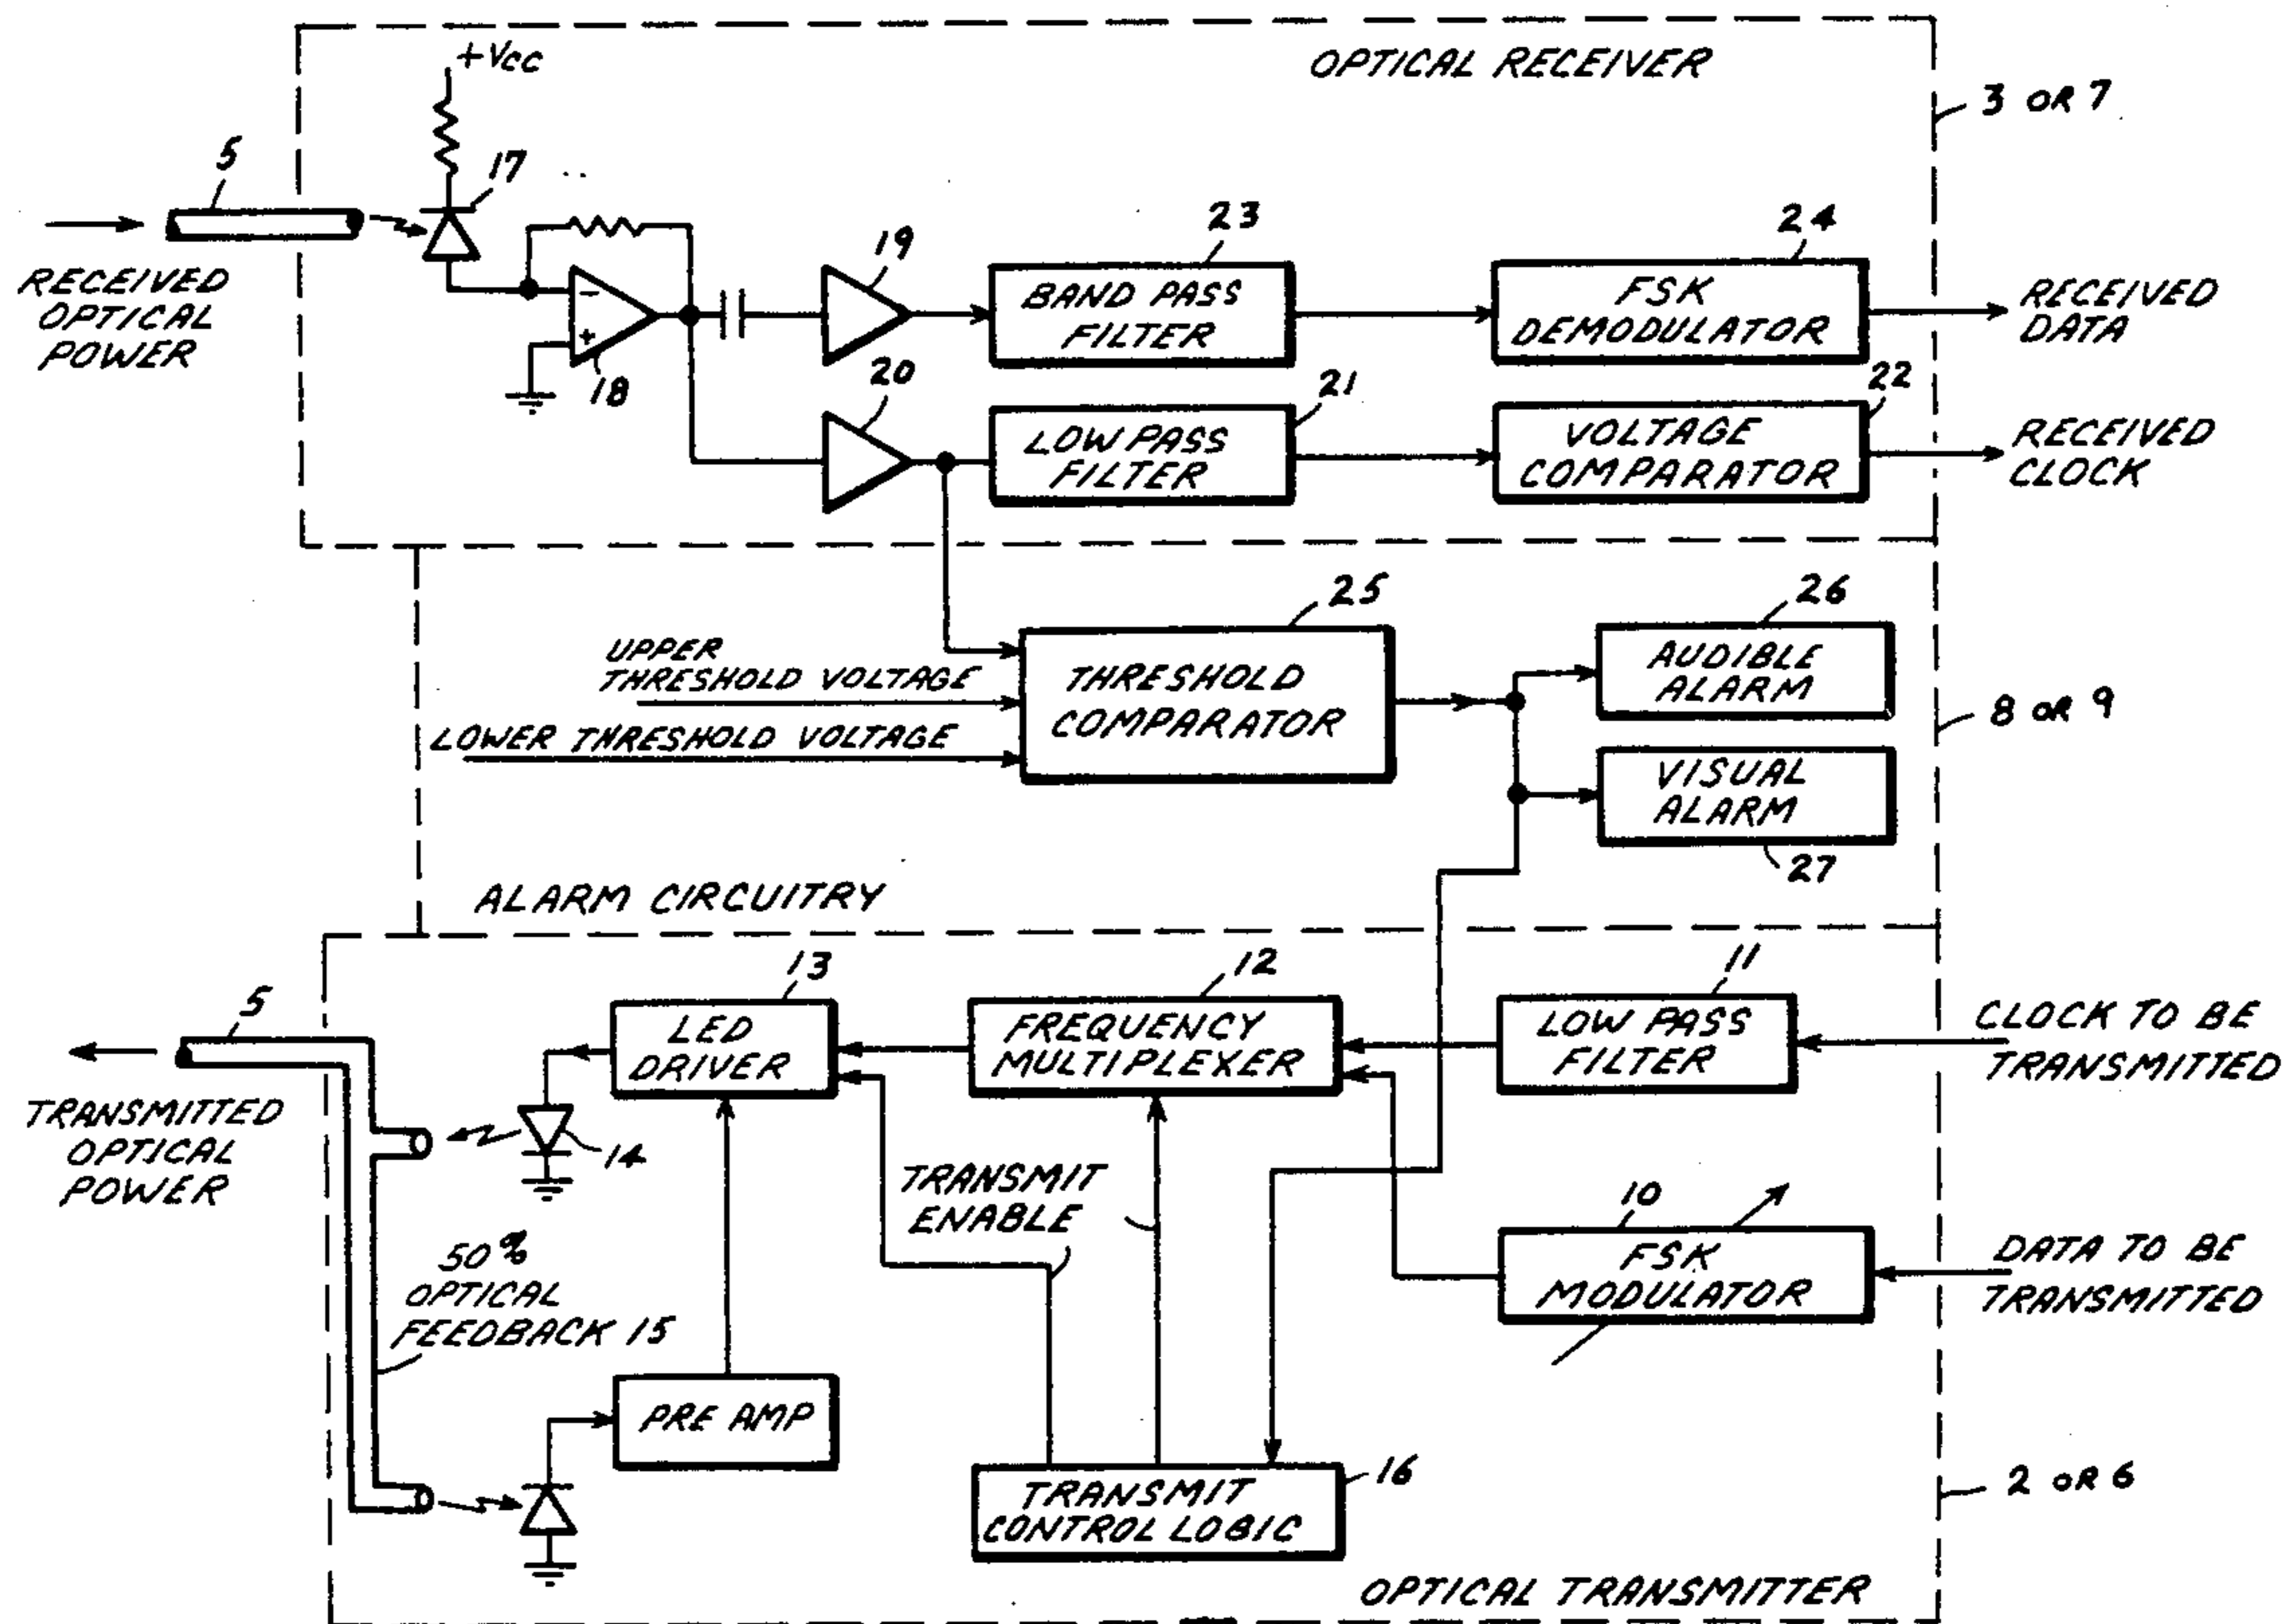 +Vcc
OPTICAL RECEIVER
3 OR 7
5
17
RECEIVED
OPTICAL
POWER
-
+
18
19
23
BAND PASS
FILTER
24
FSK
DEMODULATOR
RECEIVED
DATA
20
21
LOW PASS
FILTER
22
VOLTAGE
COMPARATOR
RECEIVED
CLOCK
25
UPPER
THRESHOLD VOLTAGE
LOWER THRESHOLD VOLTAGE
THRESHOLD
COMPARATOR
26
AUDIBLE
ALARM
8 OR 9
VISUAL
ALARM
27
ALARM CIRCUITRY
5
13
LED
DRIVER
12
FREQUENCY
MULTIPLEXER
11
LOW PASS
FILTER
CLOCK TO BE
TRANSMITTED
TRANSMITTED
OPTICAL
POWER
14
TRANSMIT
ENABLE
10
FSK
MODULATOR
DATA TO BE
TRANSMITTED
50%
OPTICAL
FEEDBACK 15
PRE AMP
16
TRANSMIT
CONTROL LOGIC
2 OR 6
OPTICAL TRANSMITTER